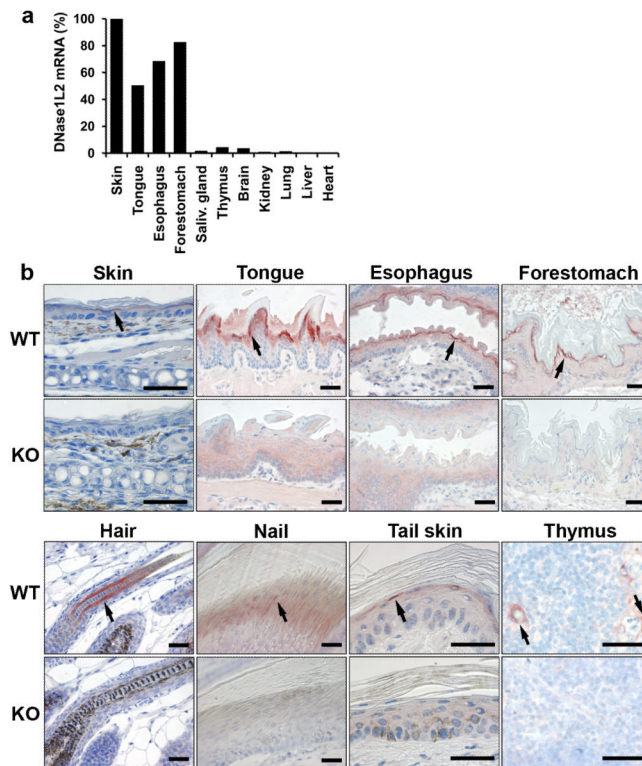 a
DNase1L2 mRNA (%)
100
80
60
40
20
0
Skin
Tongue
Esophagus
Forestomach
Saliv. gland
Thymus
Brain
Kidney
Lung
Liver
Heart
b
Skin Tongue Esophagus Forestomach
WT
KO
Hair Nail Tail skin Thymus
WT
KO